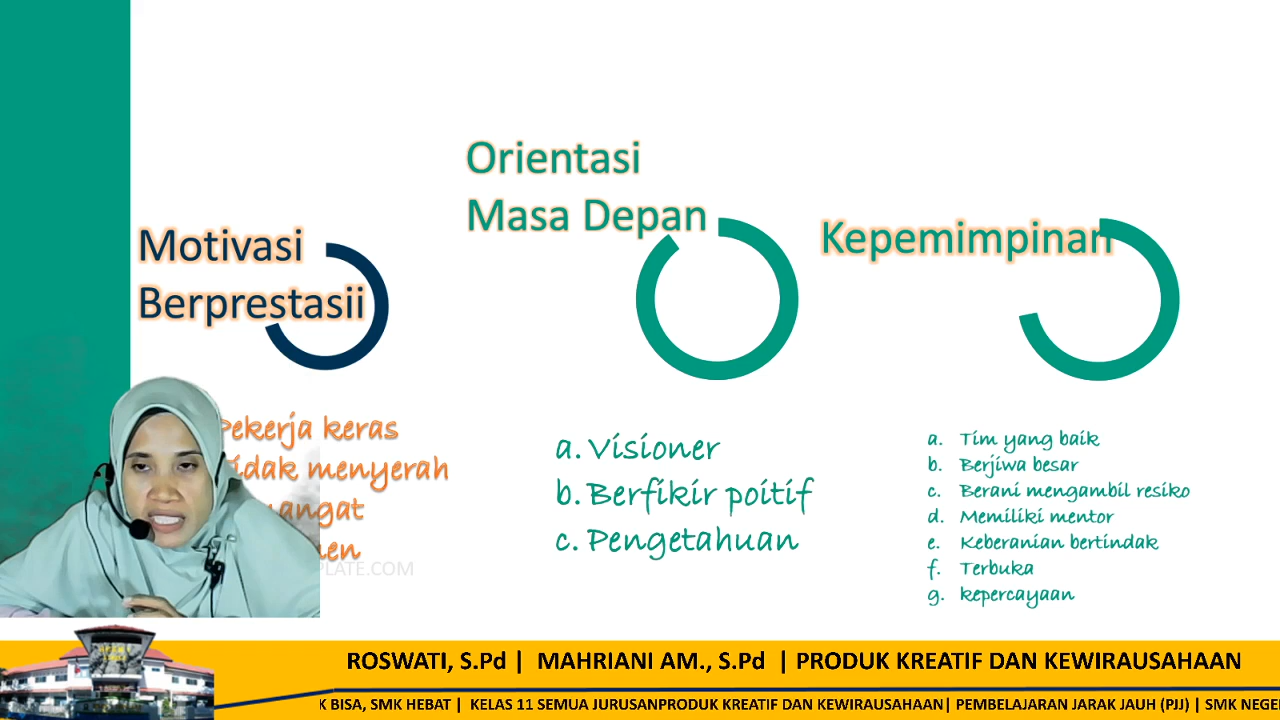 Orientasi
Masa Depan
Motivasi
Berprestasii
Kepemimpinan
Pekerja keras
Tidak menyerah
a. Visioner
b. Berfikir poitif
c. Pengetahuan
a. Tim yang baik
b. Berjiwa besar
c. Berani mengambil resiko
d. Memiliki mentor
e. Keberanian bertindak
f. Terbuka
g. kepercayaan
ROSWATI, S.Pd | MAHRIANI AM., S.Pd | PRODUK KREATIF DAN KEWIRAUSAHAAN
BISA, SMK HEBAT | KELAS 11 SEMUA JURUSANPRODUK KREATIF DAN KEWIRAUSAHAAN| PEMBELAJARAN JARAK JAUH (PJJ) | SMK